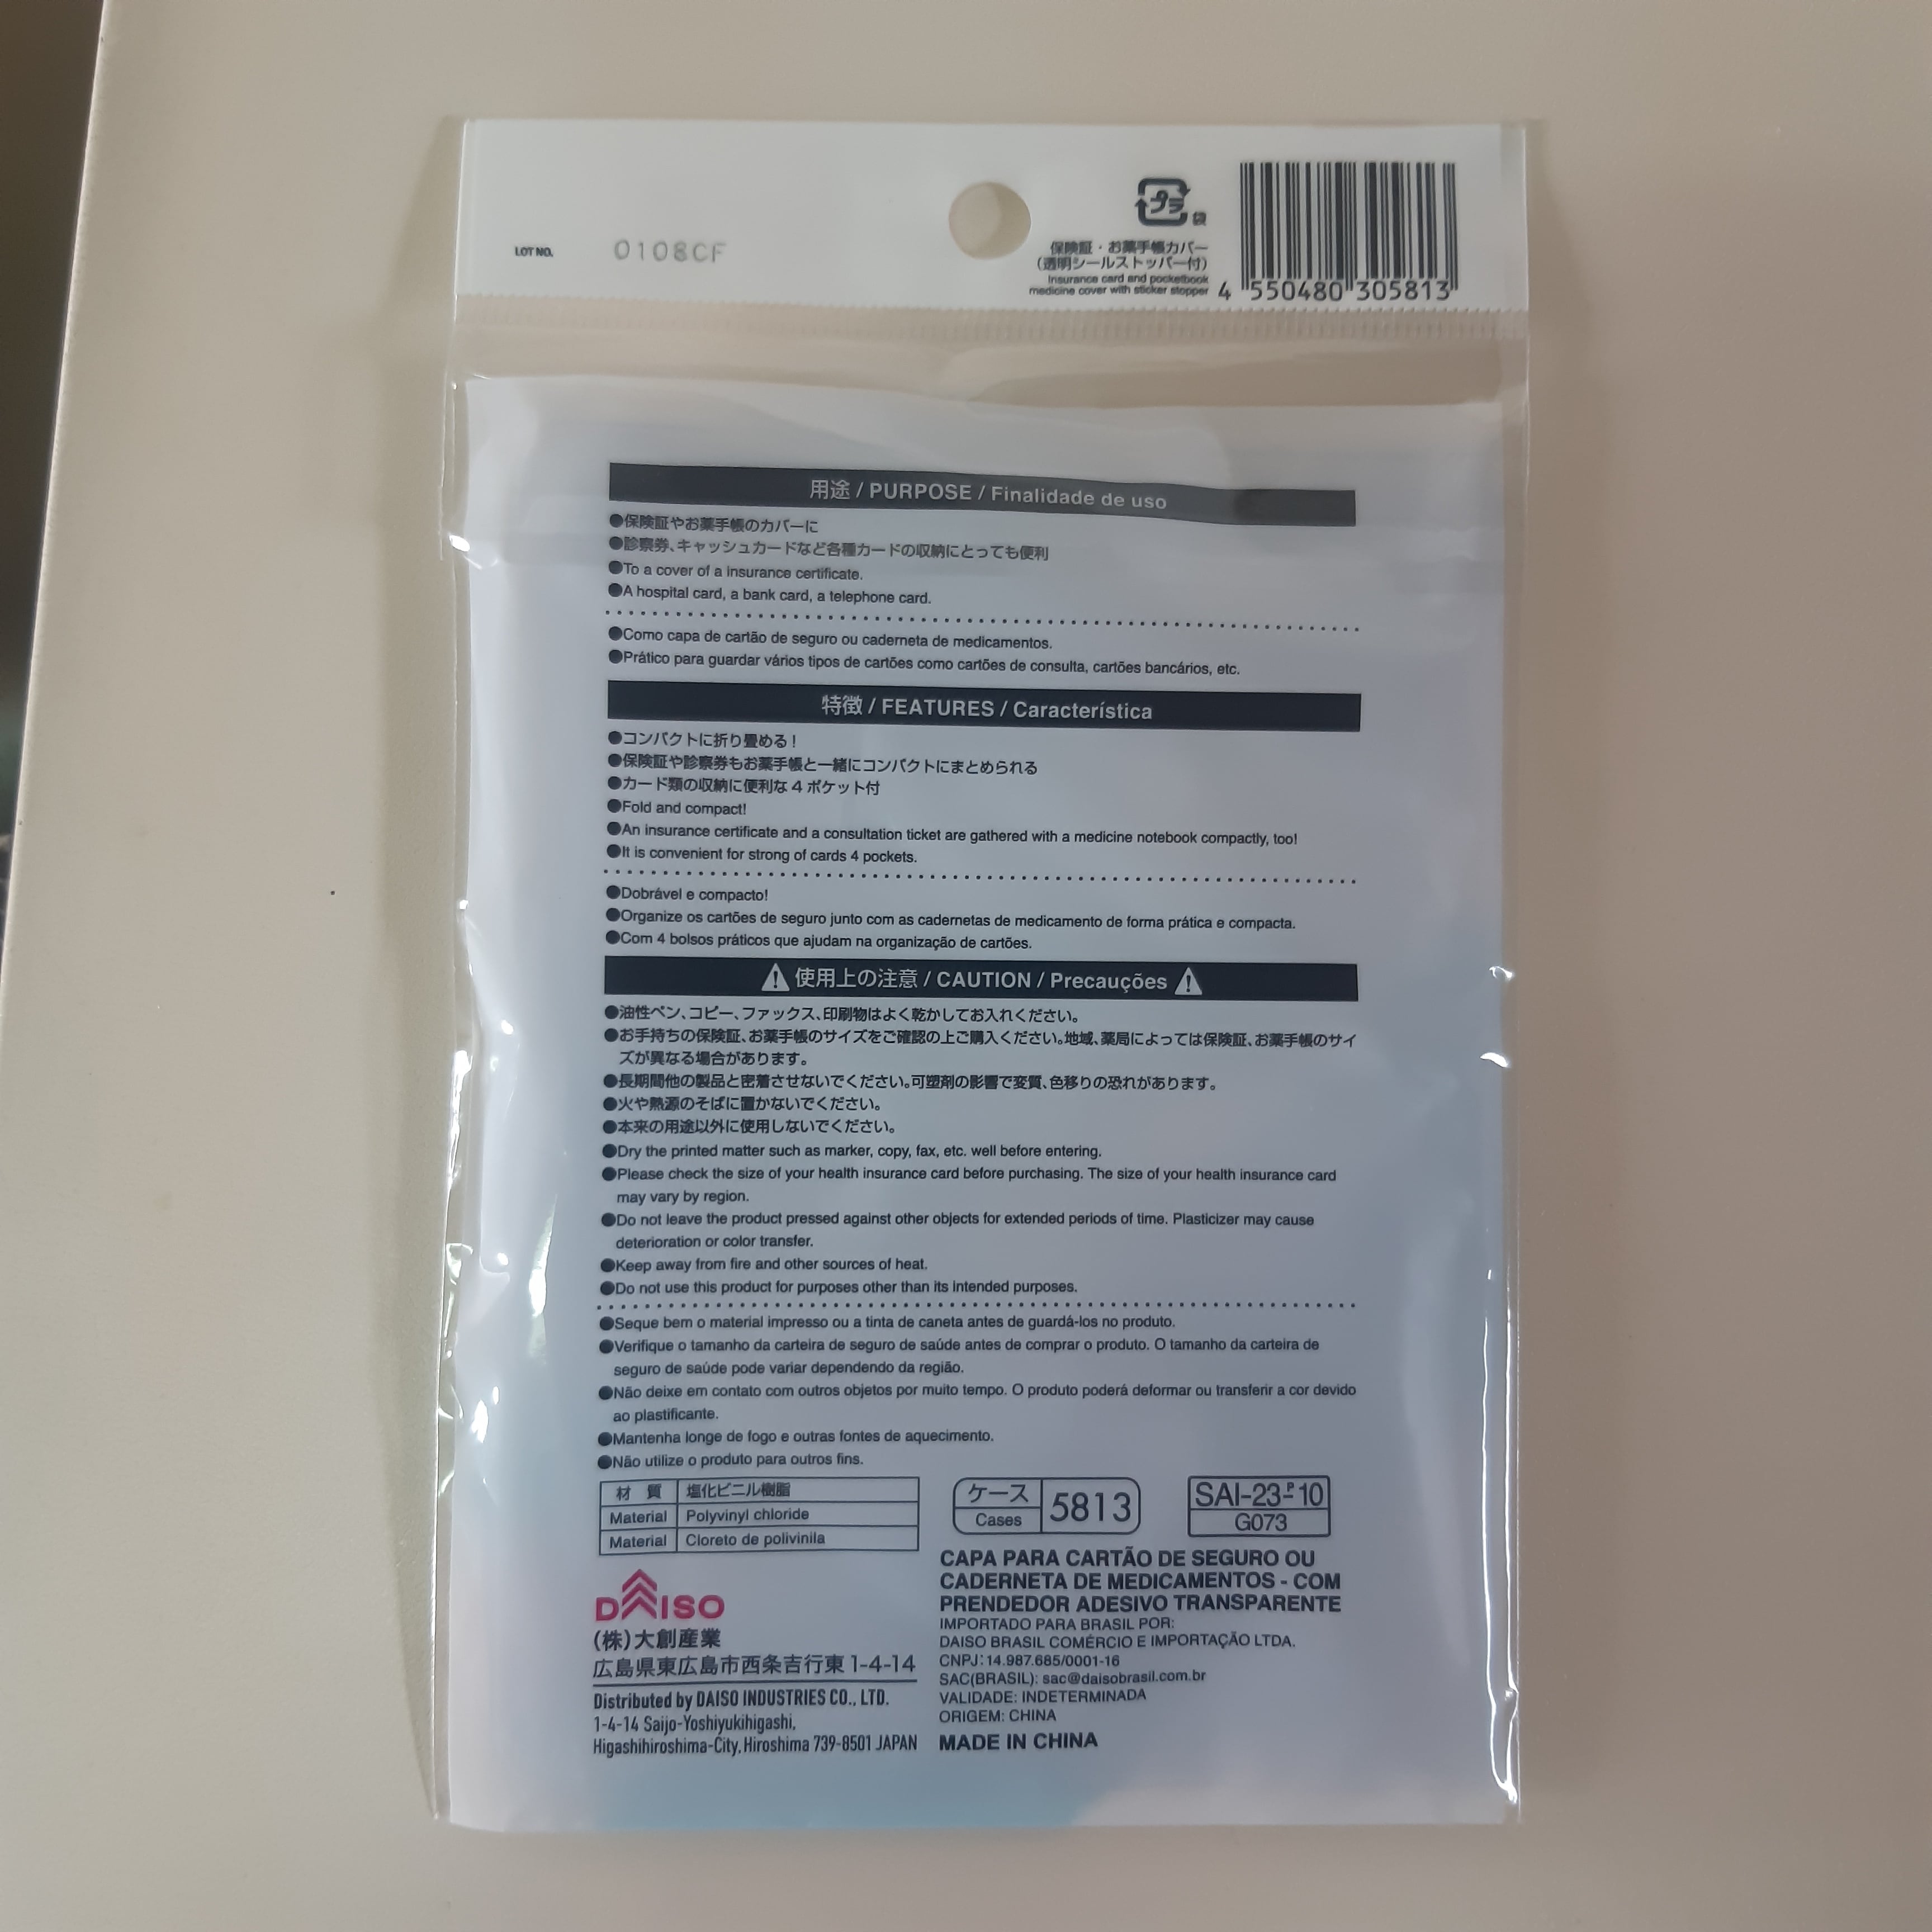 LOT NO. 0108CF
プラ 袋
保険証・お薬手帳カバー
(透明シールストッパー付)
Insurance card and pocketbook
medicine cover with sticker stopper
4 550480 305813
用途 / PURPOSE / Finalidade de uso
●保険証やお薬手帳のカバーに
●診察券、キャッシュカードなど各種カードの収納にとっても便利
●To a cover of a insurance certificate.
●A hospital card, a bank card, a telephone card.
●Como capa de cartão de seguro ou caderneta de medicamentos.
●Prático para guardar vários tipos de cartões como cartões de consulta, cartões bancários, etc.
特徴 / FEATURES / Característica
●コンパクトに折り畳める！
●保険証や診察券もお薬手帳と一緒にコンパクトにまとめられる
●カード類の収納に便利な 4 ポケット付
●Fold and compact!
●An insurance certificate and a consultation ticket are gathered with a medicine notebook compactly, too!
●It is convenient for strong of cards 4 pockets.
●Dobrável e compacto!
●Organize os cartões de seguro junto com as cadernetas de medicamento de forma prática e compacta.
●Com 4 bolsos práticos que ajudam na organização de cartões.
使用上の注意 / CAUTION / Precauções
●油性ペン、コピー、ファックス、印刷物はよく乾かしてお入れください。
●お手持ちの保険証、お薬手帳のサイズをご確認の上ご購入ください。地域、薬局によっては保険証、お薬手帳のサイ
ズが異なる場合があります。
●長期間他の製品と密着させないでください。可塑剤の影響で変質、色移りの恐れがあります。
●火や熱源のそばに置かないでください。
●本来の用途以外に使用しないでください。
●Dry the printed matter such as marker, copy, fax, etc. well before entering.
●Please check the size of your health insurance card before purchasing. The size of your health insurance card
may vary by region.
●Do not leave the product pressed against other objects for extended periods of time. Plasticizer may cause
deterioration or color transfer.
●Keep away from fire and other sources of heat.
●Do not use this product for purposes other than its intended purposes.
●Seque bem o material impresso ou a tinta de caneta antes de guardá-los no produto.
●Verifique o tamanho da carteira de seguro de saúde antes de comprar o produto. O tamanho da carteira de
seguro de saúde pode variar dependendo da região.
●Não deixe em contato com outros objetos por muito tempo. O produto poderá deformar ou transferir a cor devido
ao plastificante.
●Mantenha longe de fogo e outras fontes de aquecimento.
●Não utilize o produto para outros fins.
材 質 塩化ビニル樹脂
Material Polyvinyl chloride
Material Cloreto de polivinila
ケース
Cases
5813
SAI-23-P10
G073
DAISO
(株)大創産業
広島県東広島市西条吉行東 1-4-14
Distributed by DAISO INDUSTRIES CO., LTD.
1-4-14 Saijo-Yoshiyukihigashi,
Higashihiroshima-City, Hiroshima 739-8501 JAPAN
CAPA PARA CARTÃO DE SEGURO OU
CADERNETA DE MEDICAMENTOS - COM
PRENDEDOR ADESIVO TRANSPARENTE
IMPORTADO PARA BRASIL POR:
DAISO BRASIL COMÉRCIO E IMPORTAÇÃO LTDA.
CNPJ:14.987.685/0001-16
SAC(BRASIL): sac@daisobrasil.com.br
VALIDADE: INDETERMINADA
ORIGEM: CHINA
MADE IN CHINA